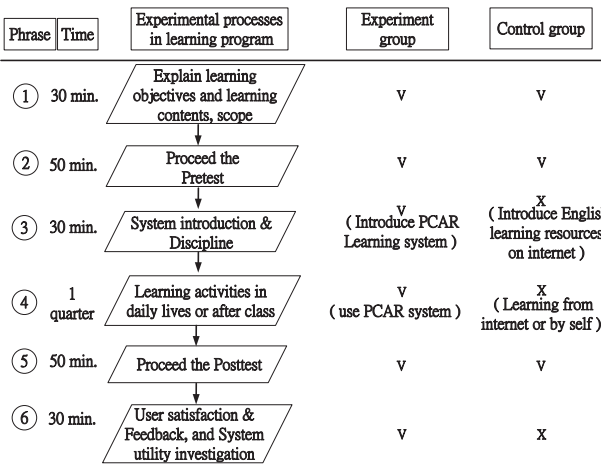 Phrase Time Experimental processes in learning program Experiment group Control group
1 30 min. Explain learning objectives and learning contents, scope V V
2 50 min. Proceed the Pretest V V
3 30 min. System introduction & Discipline V ( Introduce PCAR Learning system ) X ( Introduce Englis learning resources on internet )
4 1 quarter Learning activities in daily lives or after class V ( use PCAR system ) X ( Learning from internet or by self )
5 50 min. Proceed the Posttest V V
6 30 min. User satisfaction & Feedback, and System utility investigation V X